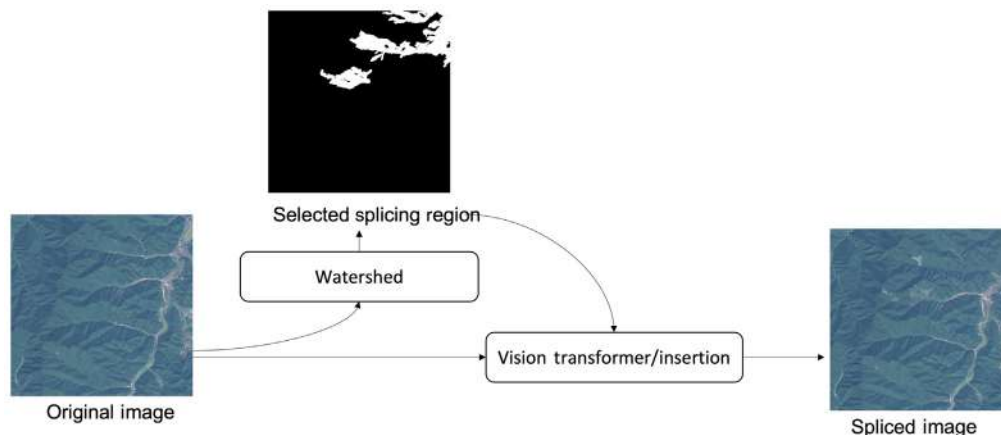 Selected splicing region
Watershed
Vision transformer/insertion
Original image
Spliced image